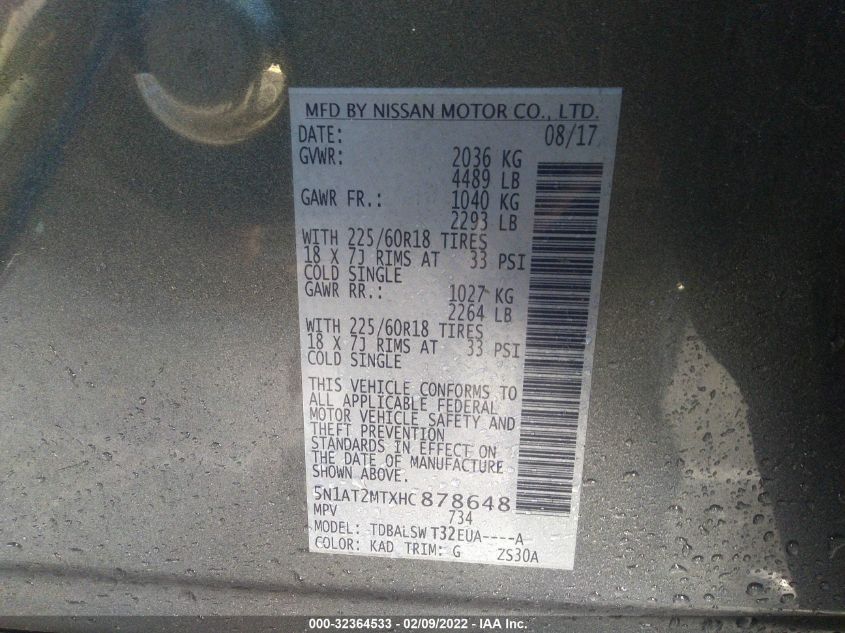 MFD BY NISSAN MOTOR CO., LTD.
DATE: 08/17
GVWR: 2036 KG
4489 LB
GAWR FR.: 1040 KG
2293 LB
WITH 225/60R18 TIRES
18 X 7J RIMS AT 33 PSI
COLD SINGLE
GAWR RR.: 1027 KG
2264 LB
WITH 225/60R18 TIRES
18 X 7J RIMS AT 33 PSI
COLD SINGLE
THIS VEHICLE CONFORMS TO
ALL APPLICABLE FEDERAL
MOTOR VEHICLE SAFETY AND
THEFT PREVENTION
STANDARDS IN EFFECT ON
THE DATE OF MANUFACTURE
SHOWN ABOVE.
5N1AT2MTXHC878648
MPV 734
MODEL: TDBALSW T32EUA----A
COLOR: KAD TRIM: G ZS30A
000-32364533 - 02/09/2022 - IAA Inc.